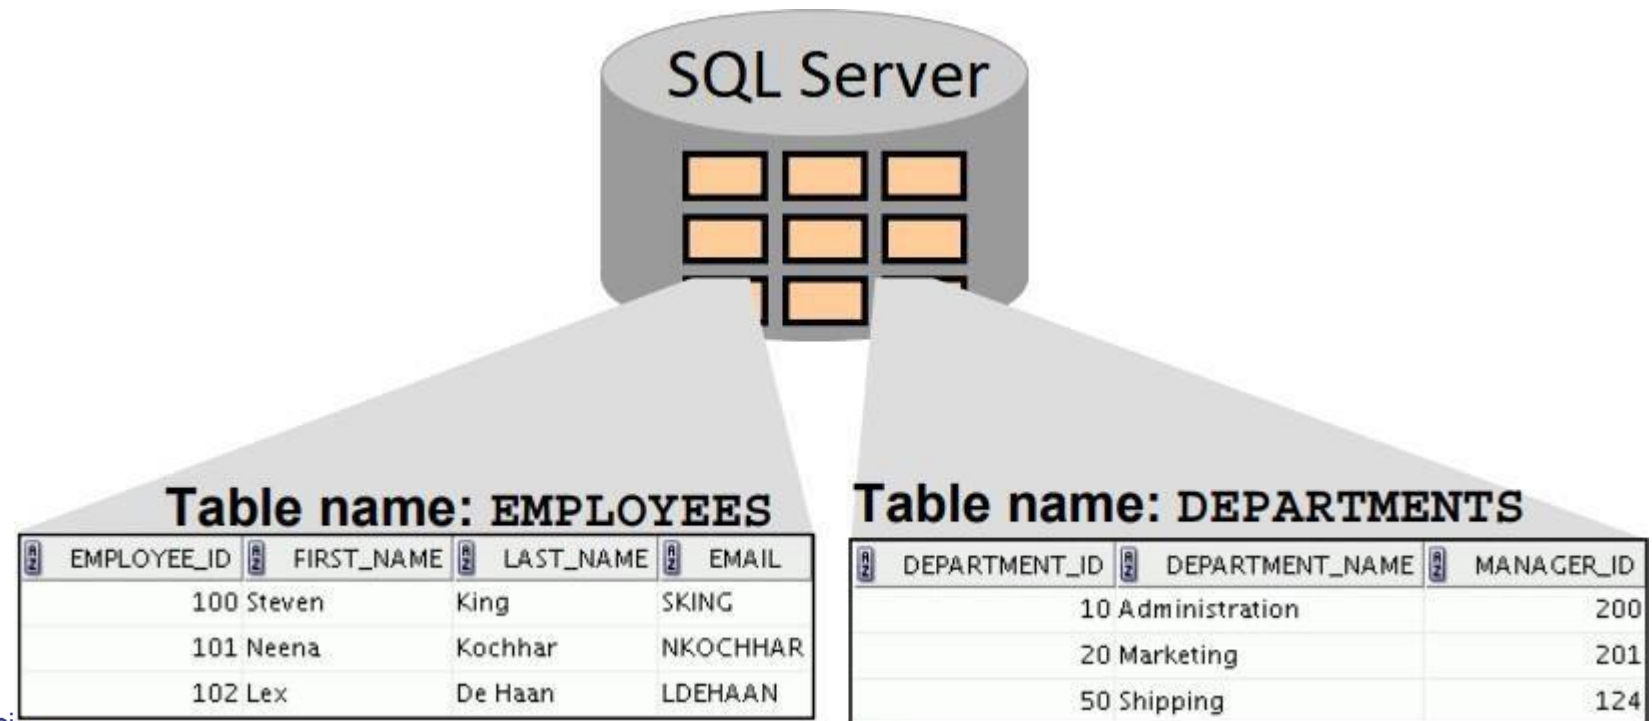 SQL Server
Table name: EMPLOYEES
EMPLOYEE_ID FIRST_NAME LAST_NAME EMAIL
100 Steven King SKING
101 Neena Kochhar NKOCHHAR
102 Lex De Haan LDEHAAN
Table name: DEPARTMENTS
DEPARTMENT_ID DEPARTMENT_NAME MANAGER_ID
10 Administration 200
20 Marketing 201
50 Shipping 124